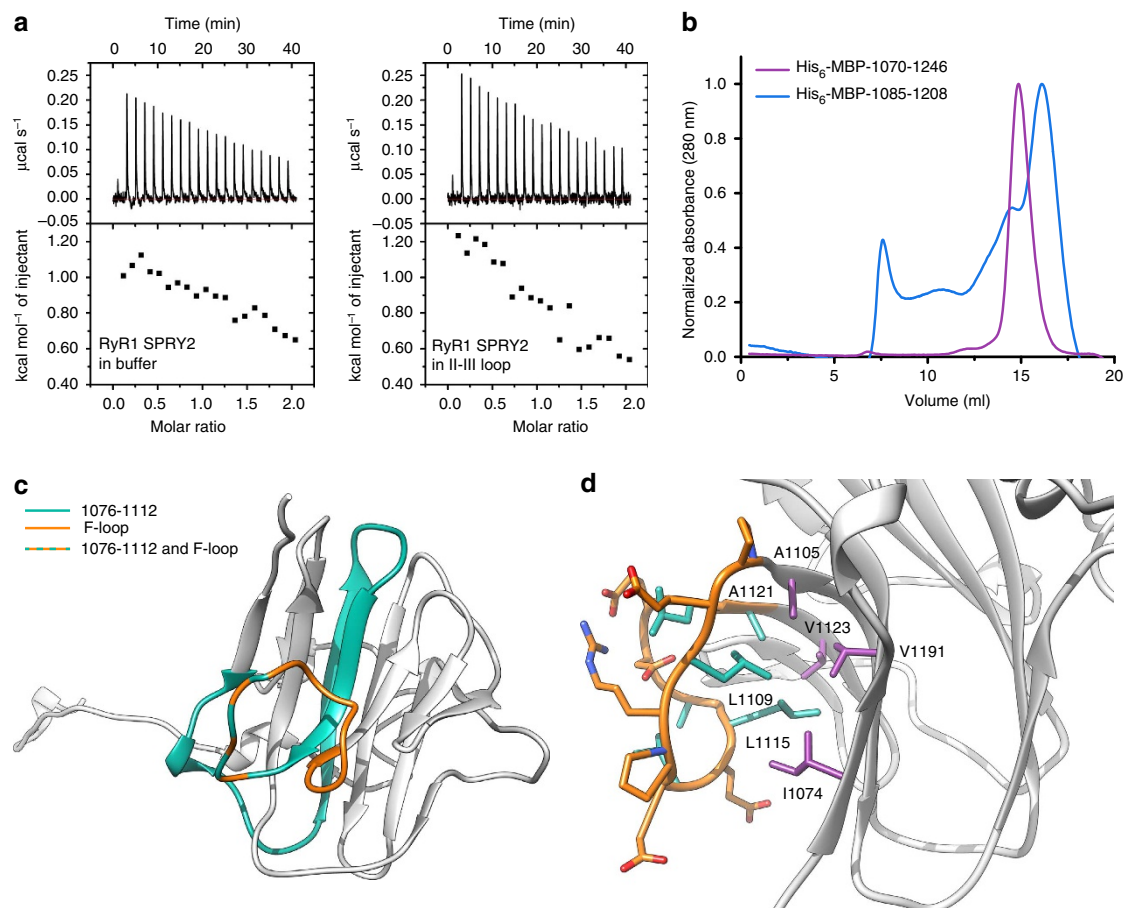 a
Time (min)
0 10 20 30 40
0.25
0.20
0.15
0.10
0.05
0.00
−0.05
µcal s⁻¹
1.20
1.00
0.80
0.60
0.40
kcal mol⁻¹ of injectant
RyR1 SPRY2
in buffer
0.0 0.5 1.0 1.5 2.0
Molar ratio
Time (min)
0 10 20 30 40
0.25
0.20
0.15
0.10
0.05
0.00
−0.05
µcal s⁻¹
1.20
1.00
0.80
0.60
0.40
kcal mol⁻¹ of injectant
RyR1 SPRY2
in II-III loop
0.0 0.5 1.0 1.5 2.0
Molar ratio
b
His₆-MBP-1070-1246
His₆-MBP-1085-1208
1.0
0.8
0.6
0.4
0.2
0.0
Normalized absorbance (280 nm)
0 5 10 15 20
Volume (ml)
c
1076-1112
F-loop
1076-1112 and F-loop
d
A1105
A1121
V1123
V1191
L1109
L1115
I1074